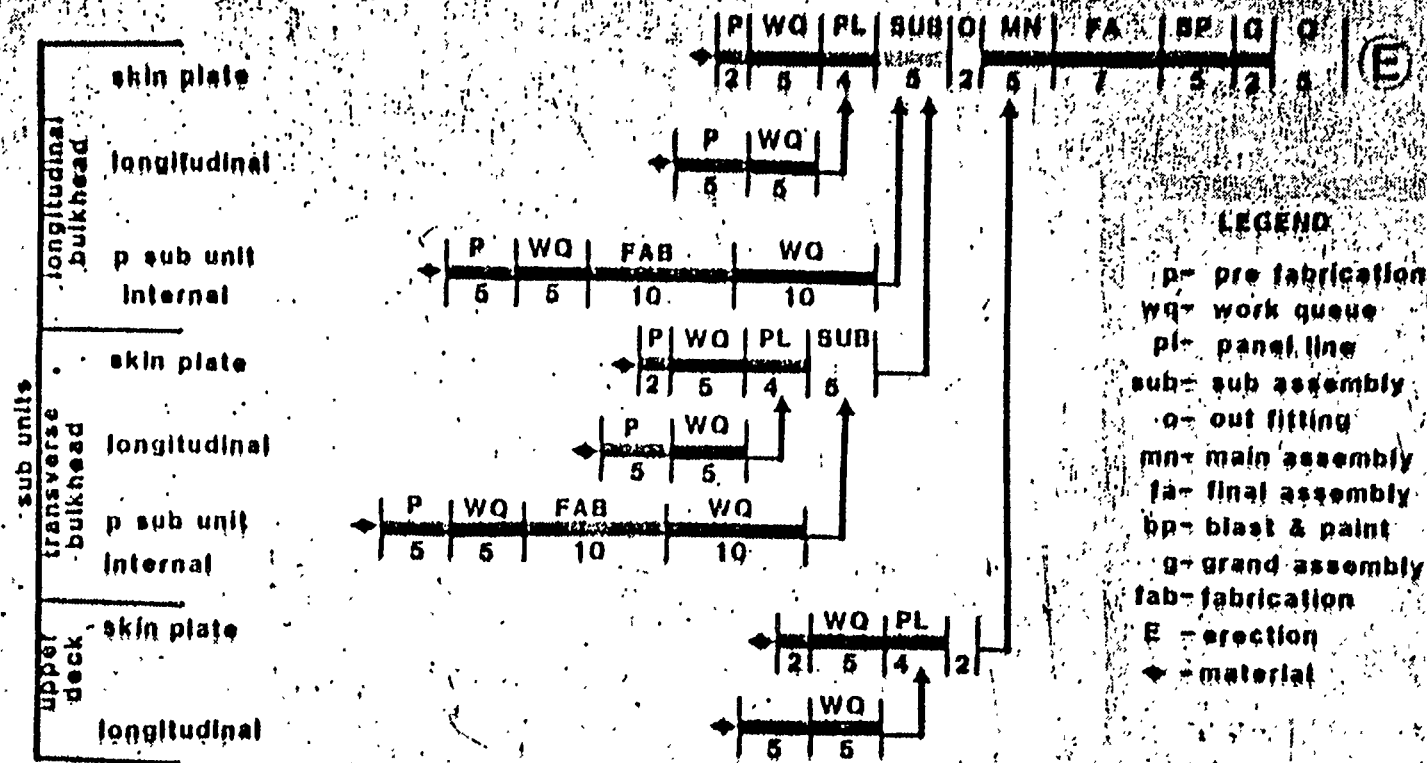 P WQ PL SUB O MN FA BP G O
skin plate
2 5 4 5 2 5 7 5 2 5
E
longitudinal bulkhead
longitudinal
P WQ
5 5
p sub unit
internal
P WQ FAB WQ
5 5 10 10
sub units
transverse bulkhead
skin plate
P WQ PL SUB
2 5 4 5
longitudinal
P WQ
5 5
p sub unit
internal
P WQ FAB WQ
5 5 10 10
upper deck
skin plate
WQ PL
2 5 4 2
longitudinal
WQ
5 5
LEGEND
p- pre fabrication
wq- work queue
pl- panel line
sub- sub assembly
o- out fitting
mn- main assembly
fa- final assembly
bp- blast & paint
g- grand assembly
fab- fabrication
E - erection
- material